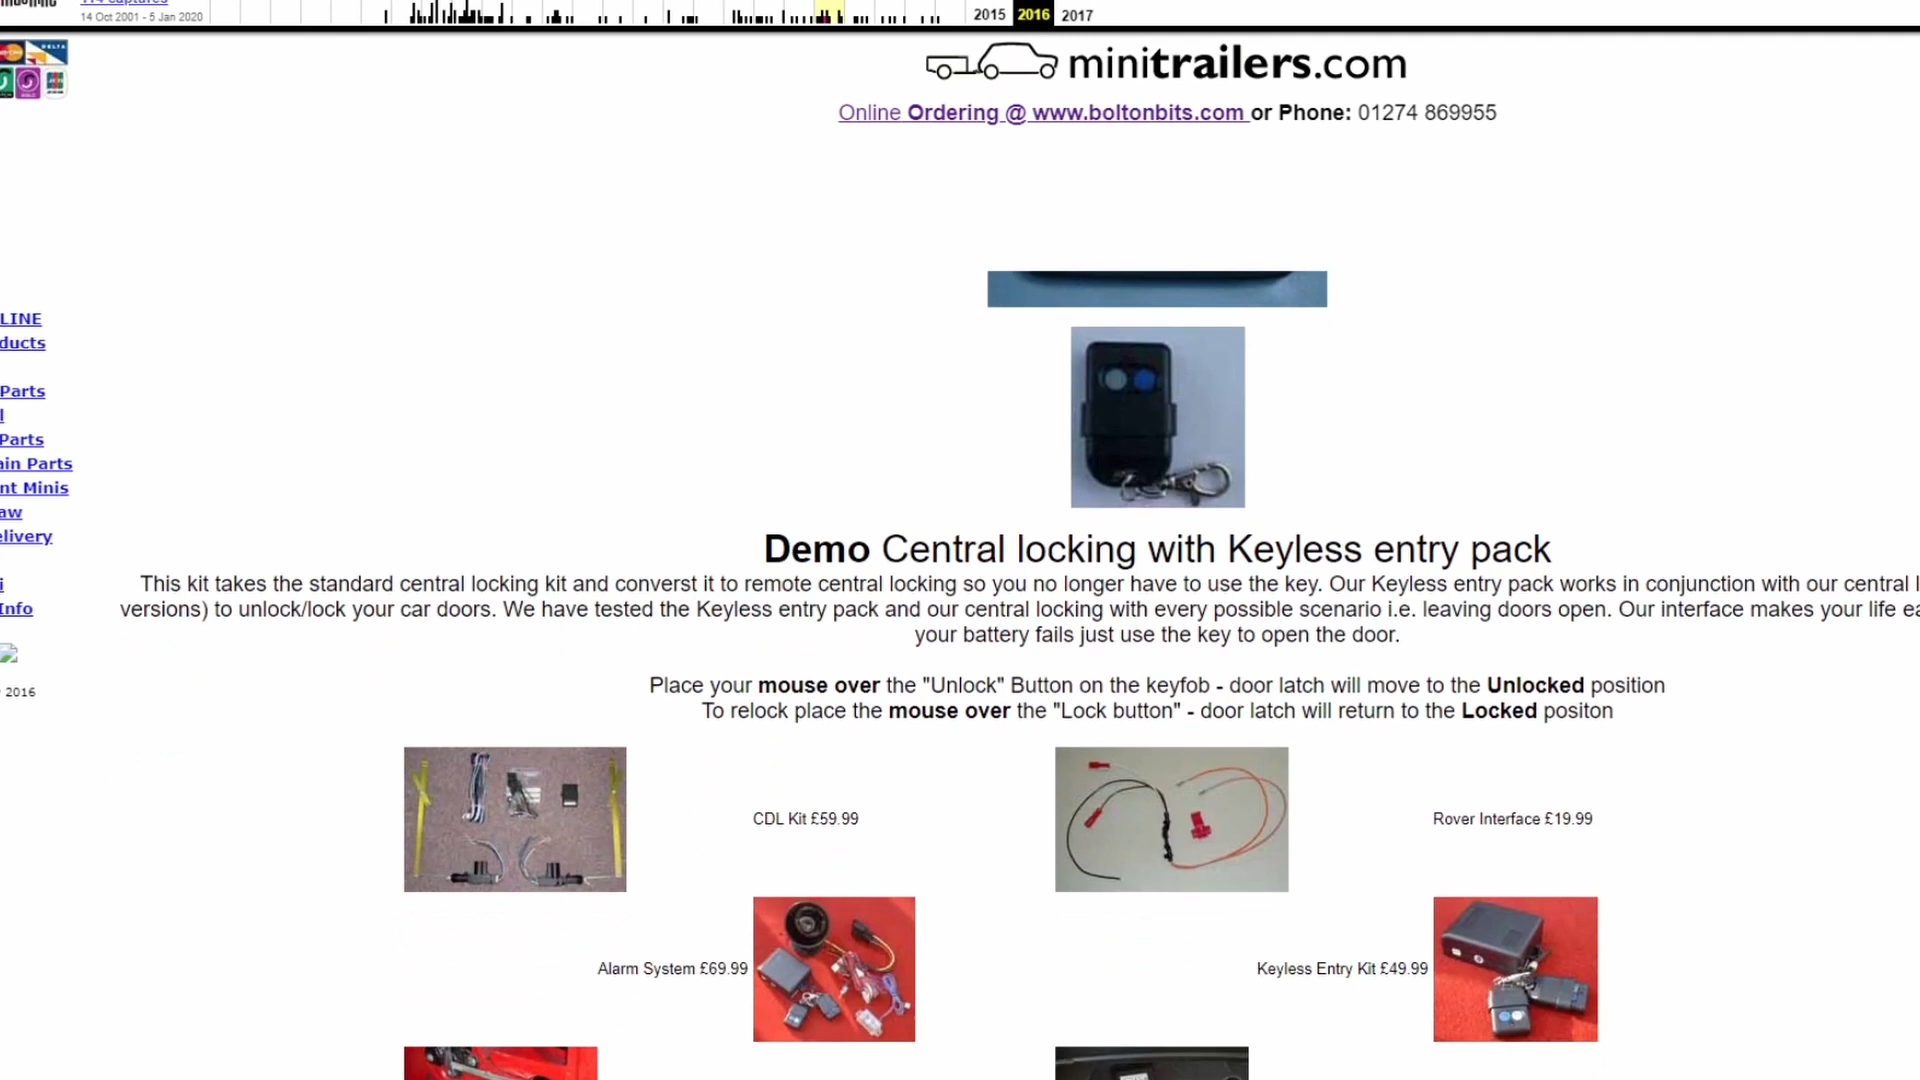 14 Oct 2001 - 5 Jan 2020
2015 2016 2017
DELTA
minitrailers.com
Online Ordering @ www.boltonbits.com or Phone: 01274 869955
LINE
ducts
Parts
l
Parts
ain Parts
nt Minis
aw
elivery
i
Info
2016
Demo Central locking with Keyless entry pack
This kit takes the standard central locking kit and converst it to remote central locking so you no longer have to use the key. Our Keyless entry pack works in conjunction with our central l
versions) to unlock/lock your car doors. We have tested the Keyless entry pack and our central locking with every possible scenario i.e. leaving doors open. Our interface makes your life ea
your battery fails just use the key to open the door.
Place your mouse over the "Unlock" Button on the keyfob - door latch will move to the Unlocked position
To relock place the mouse over the "Lock button" - door latch will return to the Locked positon
CDL Kit £59.99
Rover Interface £19.99
Alarm System £69.99
Keyless Entry Kit £49.99